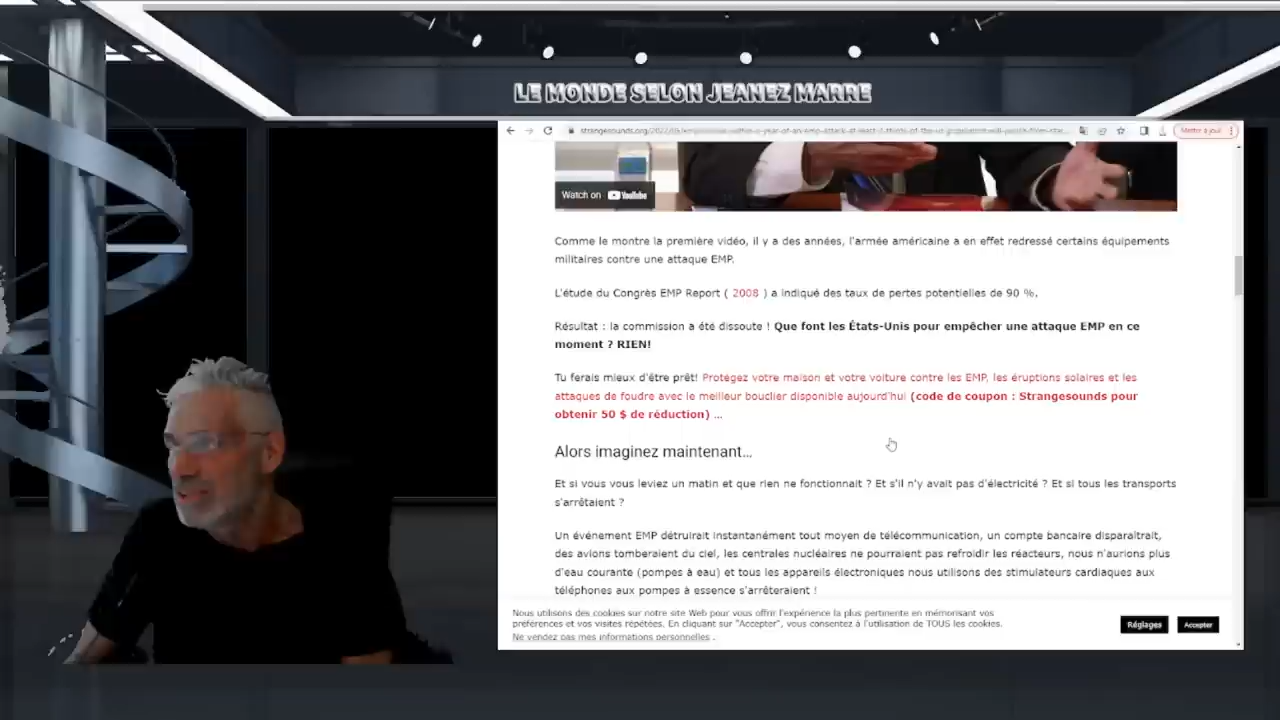 LE MONDE SELON JEANEZ MARRE
Mettre à jour
Watch on YouTube
Comme le montre la première vidéo, il y a des années, l'armée américaine a en effet redressé certains équipements
militaires contre une attaque EMP.
L'étude du Congrès EMP Report ( 2008 ) a indiqué des taux de pertes potentielles de 90 %.
Résultat : la commission a été dissoute ! Que font les États-Unis pour empêcher une attaque EMP en ce
moment ? RIEN!
Tu ferais mieux d'être prêt! Protégez votre maison et votre voiture contre les EMP, les éruptions solaires et les
attaques de foudre avec le meilleur bouclier disponible aujourd'hui (code de coupon : Strangesounds pour
obtenir 50 $ de réduction) ...
Alors imaginez maintenant...
Et si vous vous leviez un matin et que rien ne fonctionnait ? Et s'il n'y avait pas d'électricité ? Et si tous les transports
s'arrêtaient ?
Un événement EMP détruirait instantanément tout moyen de télécommunication, un compte bancaire disparaîtrait,
des avions tomberaient du ciel, les centrales nucléaires ne pourraient pas refroidir les réacteurs, nous n'aurions plus
d'eau courante (pompes à eau) et tous les appareils électroniques nous utilisons des stimulateurs cardiaques aux
téléphones aux pompes à essence s'arrêteraient !
Nous utilisons des cookies sur notre site Web pour vous offrir l'expérience la plus pertinente en mémorisant vos
préférences et vos visites répétées. En cliquant sur "Accepter", vous consentez à l'utilisation de TOUS les cookies.
Ne vendez pas mes informations personnelles .
Réglages
Accepter